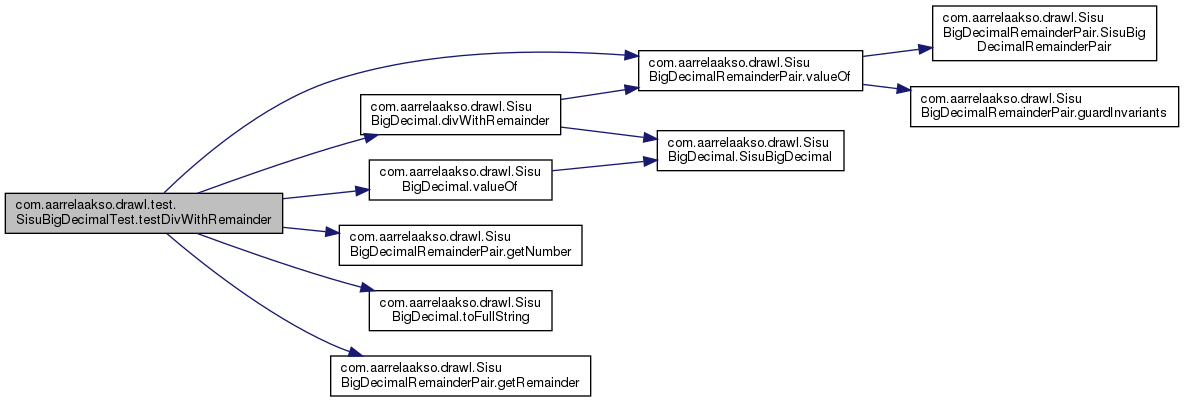 com.aarrelaakso.drawl.test.
SisuBigDecimalTest.testDivWithRemainder
com.aarrelaakso.drawl.Sisu
BigDecimalRemainderPair.valueOf
com.aarrelaakso.drawl.Sisu
BigDecimalRemainderPair.SisuBig
DecimalRemainderPair
com.aarrelaakso.drawl.Sisu
BigDecimalRemainderPair.guardInvariants
com.aarrelaakso.drawl.Sisu
BigDecimal.divWithRemainder
com.aarrelaakso.drawl.Sisu
BigDecimal.SisuBigDecimal
com.aarrelaakso.drawl.Sisu
BigDecimal.valueOf
com.aarrelaakso.drawl.Sisu
BigDecimalRemainderPair.getNumber
com.aarrelaakso.drawl.Sisu
BigDecimal.toFullString
com.aarrelaakso.drawl.Sisu
BigDecimalRemainderPair.getRemainder